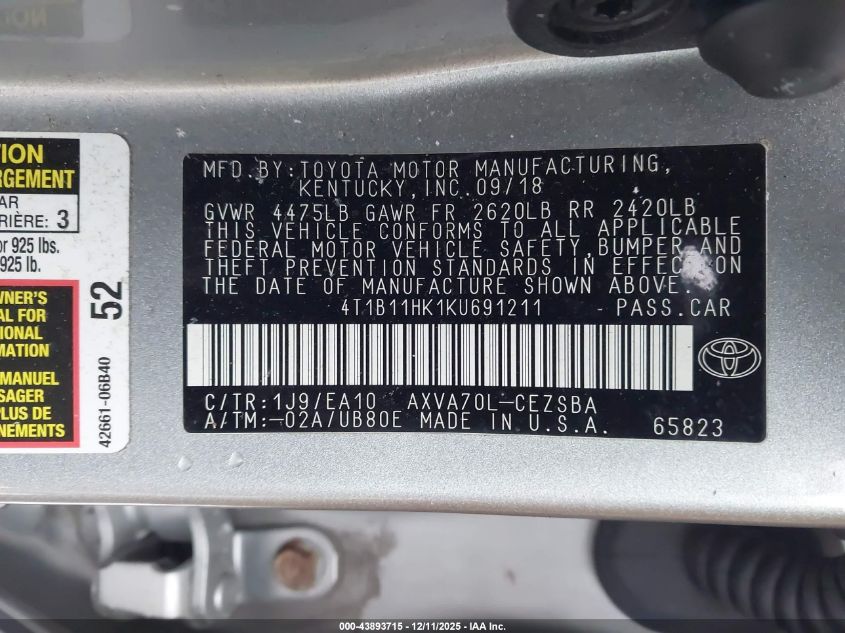 TION
RGEMENT
AR
RIÈRE: 3
or 925 lbs.
925 lb.
WNER'S
AL FOR
TIONAL
MATION
MANUEL
SAGER
PLUS DE
NEMENTS
52
42661-06B40
MFD.BY:TOYOTA MOTOR MANUFACTURING,
KENTUCKY,INC.09/18
GVWR 4475LB GAWR FR 2620LB RR 2420LB
THIS VEHICLE CONFORMS TO ALL APPLICABLE
FEDERAL MOTOR VEHICLE SAFETY,BUMPER AND
THEFT PREVENTION STANDARDS IN EFFECT ON
THE DATE OF MANUFACTURE SHOWN ABOVE.
4T1B11HK1KU691211 - PASS.CAR
C/TR:1J9/EA10 AXVA70L-CEZSBA
A/TM:-02A/UB80E MADE IN U.S.A. 65823
000-43893715 - 12/11/2025 - IAA Inc.